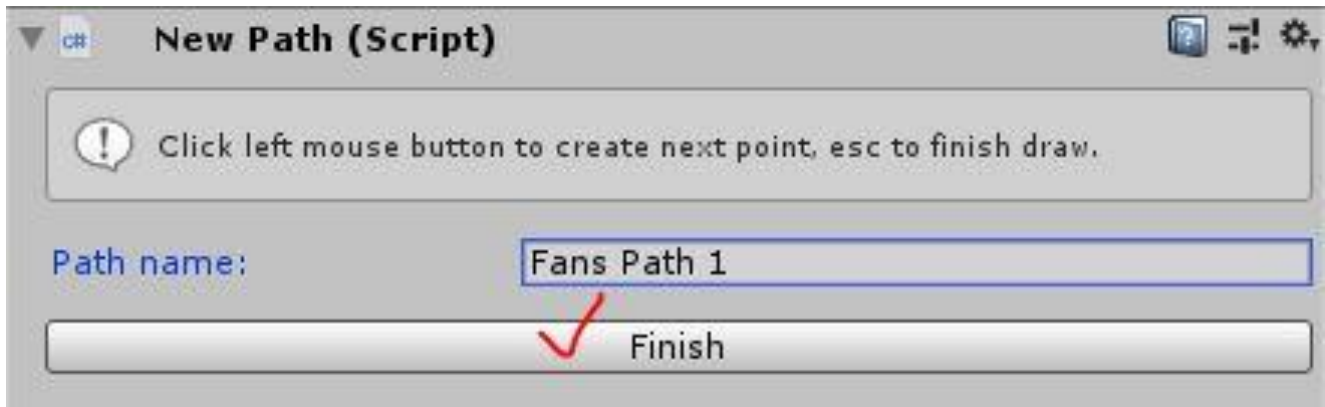 c# New Path (Script)
Click left mouse button to create next point, esc to finish draw.
Path name: Fans Path 1
Finish